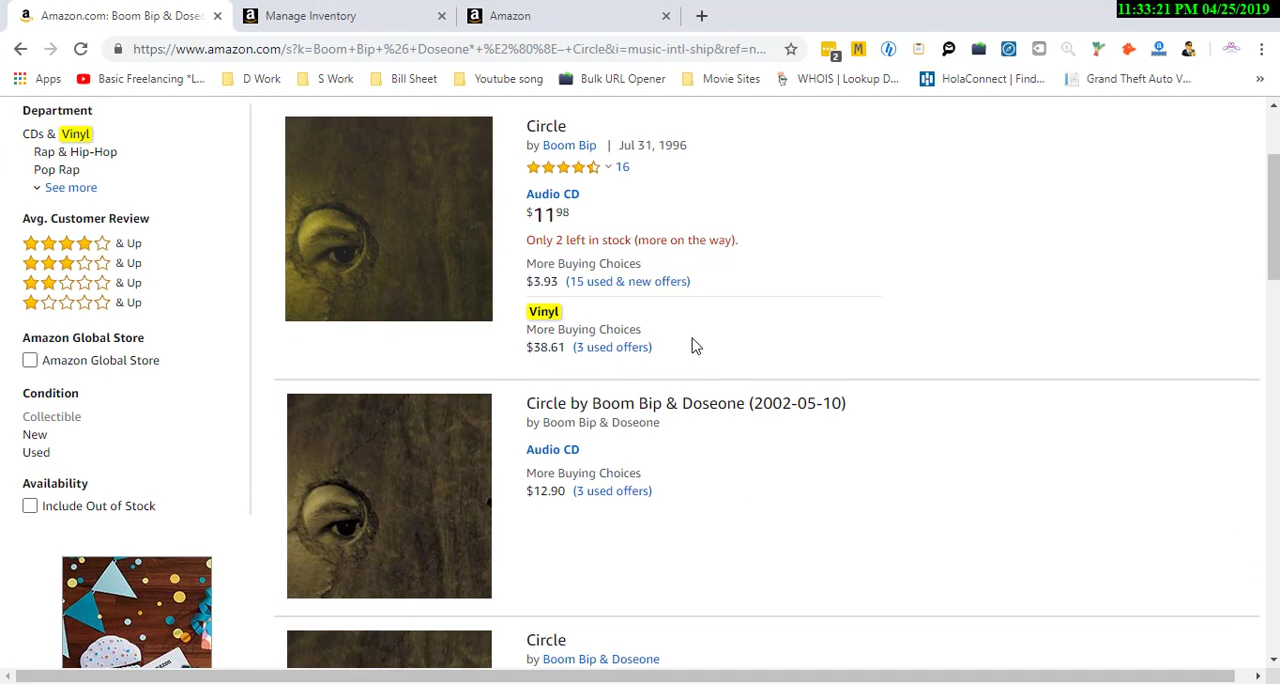 11:33:21 PM 04/25/2019
Amazon.com: Boom Bip & Dosec
Manage Inventory
Amazon
https://www.amazon.com/s?k=Boom+Bip+%26+Doseone*+%E2%80%8E–+Circle&i=music-intl-ship&ref=n...
2
Apps
Basic Freelancing *L...
D Work
S Work
Bill Sheet
Youtube song
Bulk URL Opener
More Sites
WHOIS | Lookup D...
HolaConnect | Find...
Grand Theft Auto V...
»
Department
CDs & Vinyl
Rap & Hip-Hop
Pop Rap
See more
Avg. Customer Review
& Up
& Up
& Up
& Up
Amazon Global Store
Amazon Global Store
Condition
Collectible
New
Used
Availability
Include Out of Stock
Circle
by Boom Bip | Jul 31, 1996
16
Audio CD
$11 98
Only 2 left in stock (more on the way).
More Buying Choices
$3.93 (15 used & new offers)
Vinyl
More Buying Choices
$38.61 (3 used offers)
Circle by Boom Bip & Doseone (2002-05-10)
by Boom Bip & Doseone
Audio CD
More Buying Choices
$12.90 (3 used offers)
Circle
by Boom Bip & Doseone